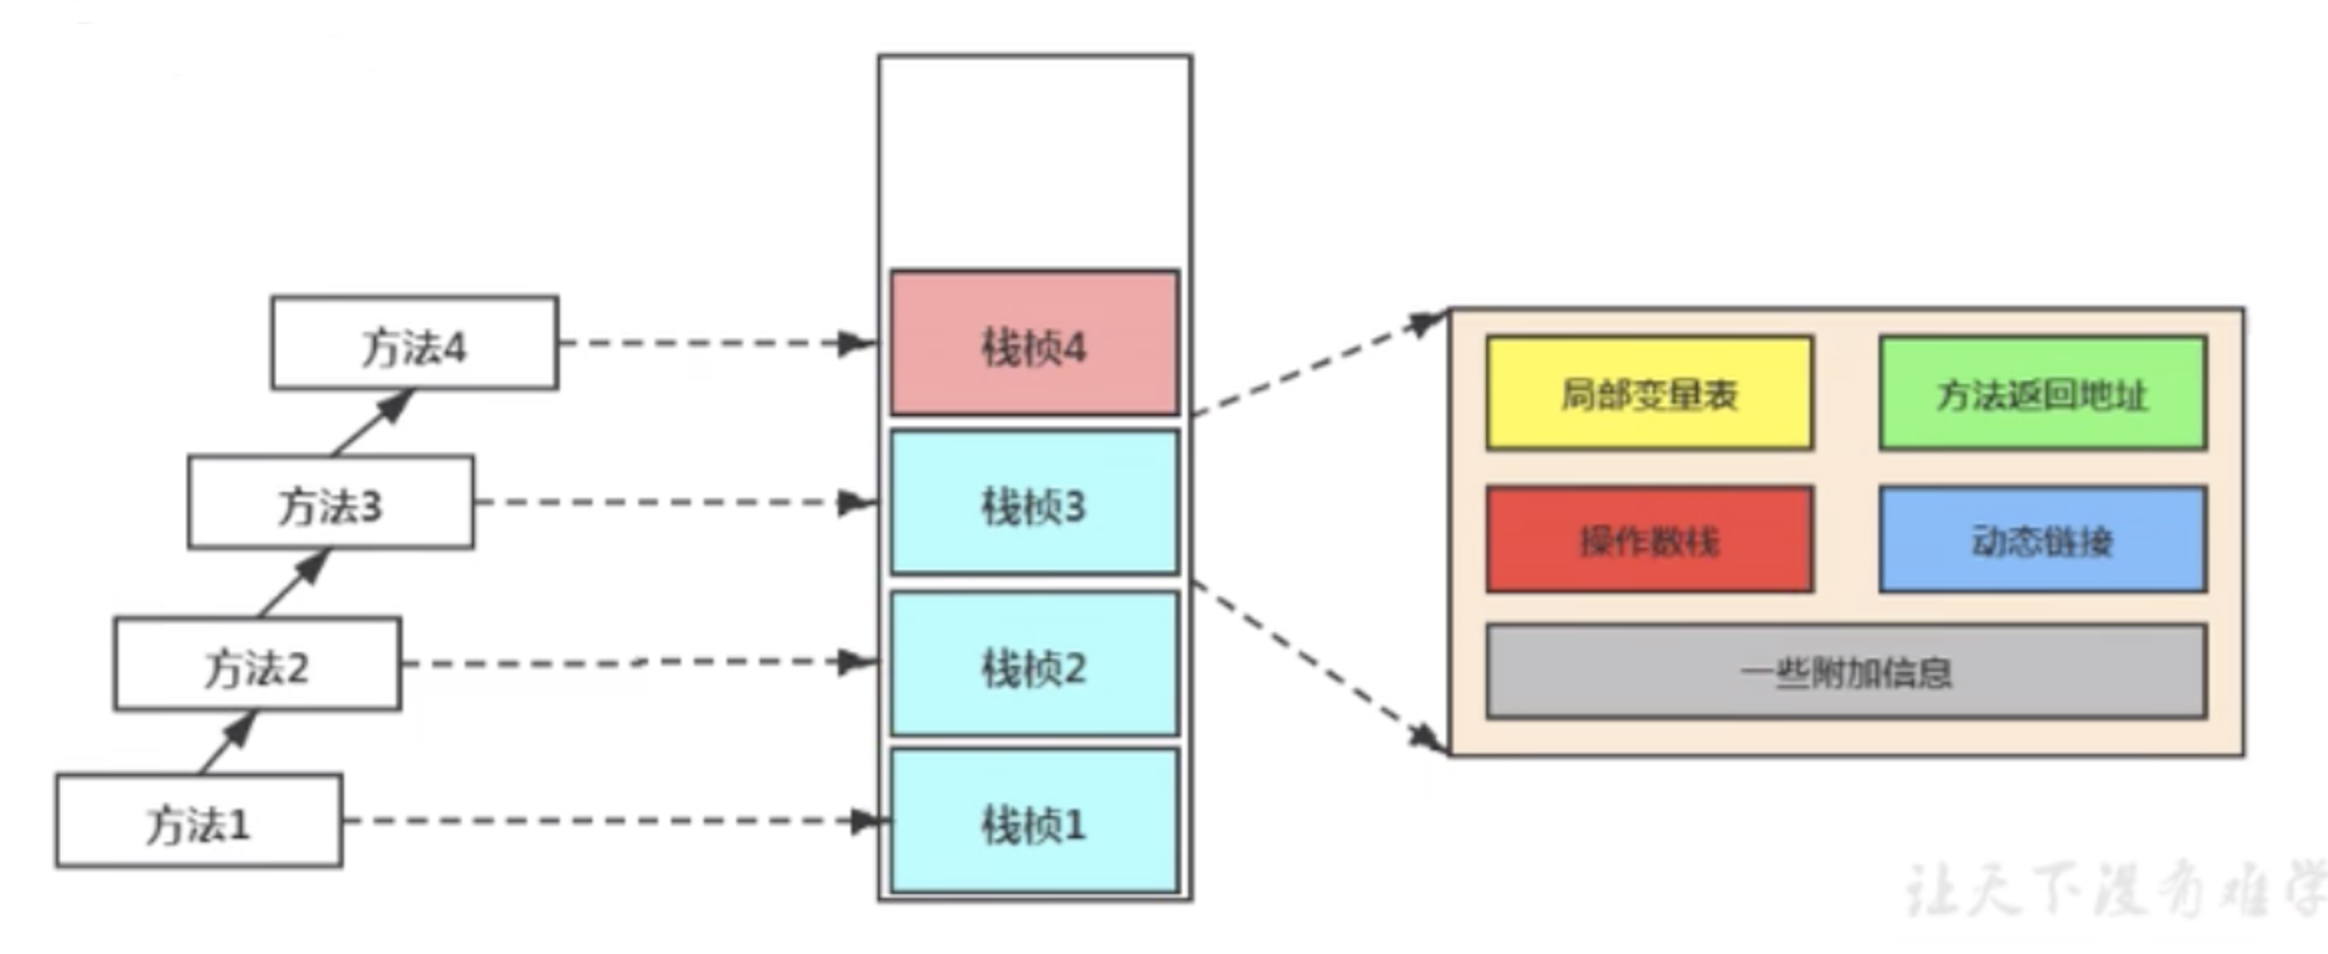 方法4
方法3
方法2
方法1
栈桢4
栈桢3
栈桢2
栈桢1
局部变量表
方法返回地址
操作数栈
动态链接
一些附加信息
让天下没有难学